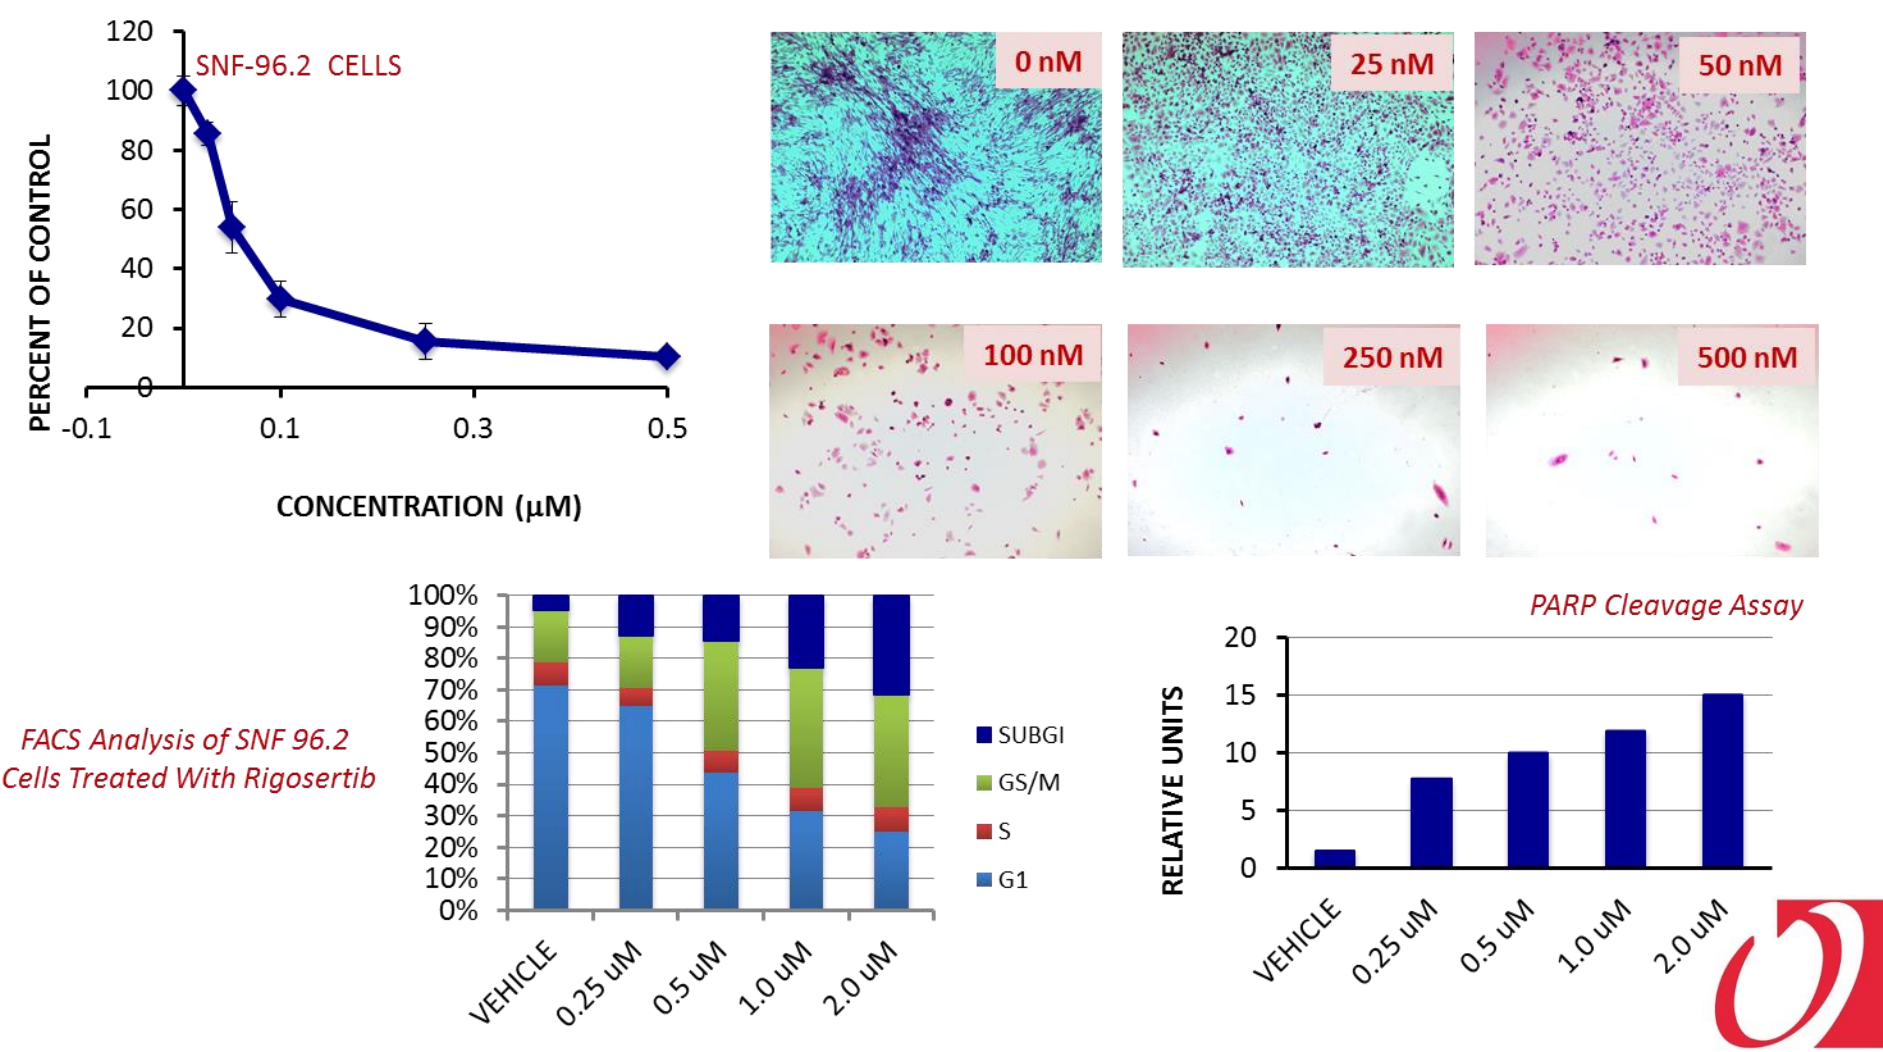 SNF-96.2 CELLS
120
100
80
60
40
20
0
-0.1
0.1
0.3
0.5
PERCENT OF CONTROL
CONCENTRATION (µM)
0 nM
25 nM
50 nM
100 nM
250 nM
500 nM
FACS Analysis of SNF 96.2
Cells Treated With Rigosertib
100%
90%
80%
70%
60%
50%
40%
30%
20%
10%
0%
VEHICLE
0.25 uM
0.5 uM
1.0 uM
2.0 uM
SUBGI
GS/M
S
G1
PARP Cleavage Assay
RELATIVE UNITS
20
15
10
5
0
VEHICLE
0.25 uM
0.5 uM
1.0 uM
2.0 uM